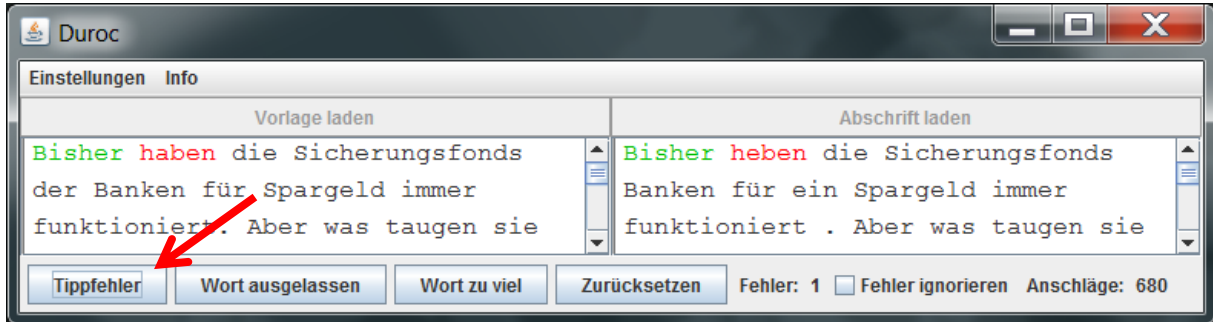 Duroc
Einstellungen Info
Vorlage laden
Abschrift laden
Bisher haben die Sicherungsfonds
der Banken für Spargeld immer
funktioniert. Aber was taugen sie
Bisher heben die Sicherungsfonds
Banken für ein Spargeld immer
funktioniert . Aber was taugen sie
Tippfehler Wort ausgelassen Wort zu viel Zurücksetzen Fehler: 1 Fehler ignorieren Anschläge: 680